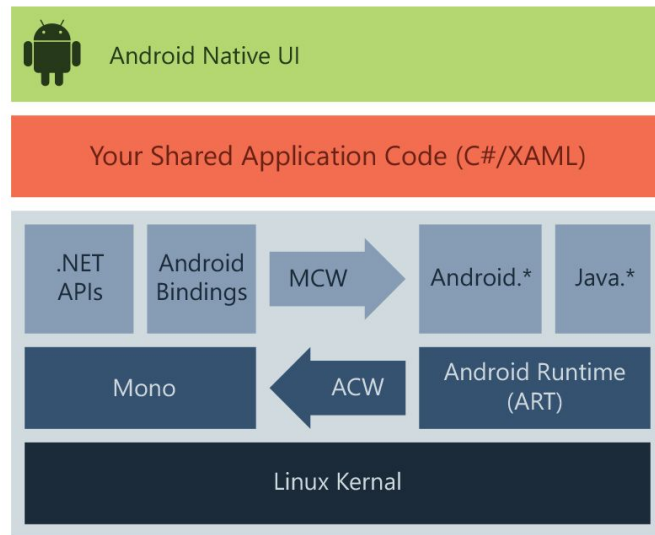 Android Native UI
Your Shared Application Code (C#/XAML)
.NET
APIs
Android
Bindings
MCW
Android.*
Java.*
Mono
ACW
Android Runtime
(ART)
Linux Kernal